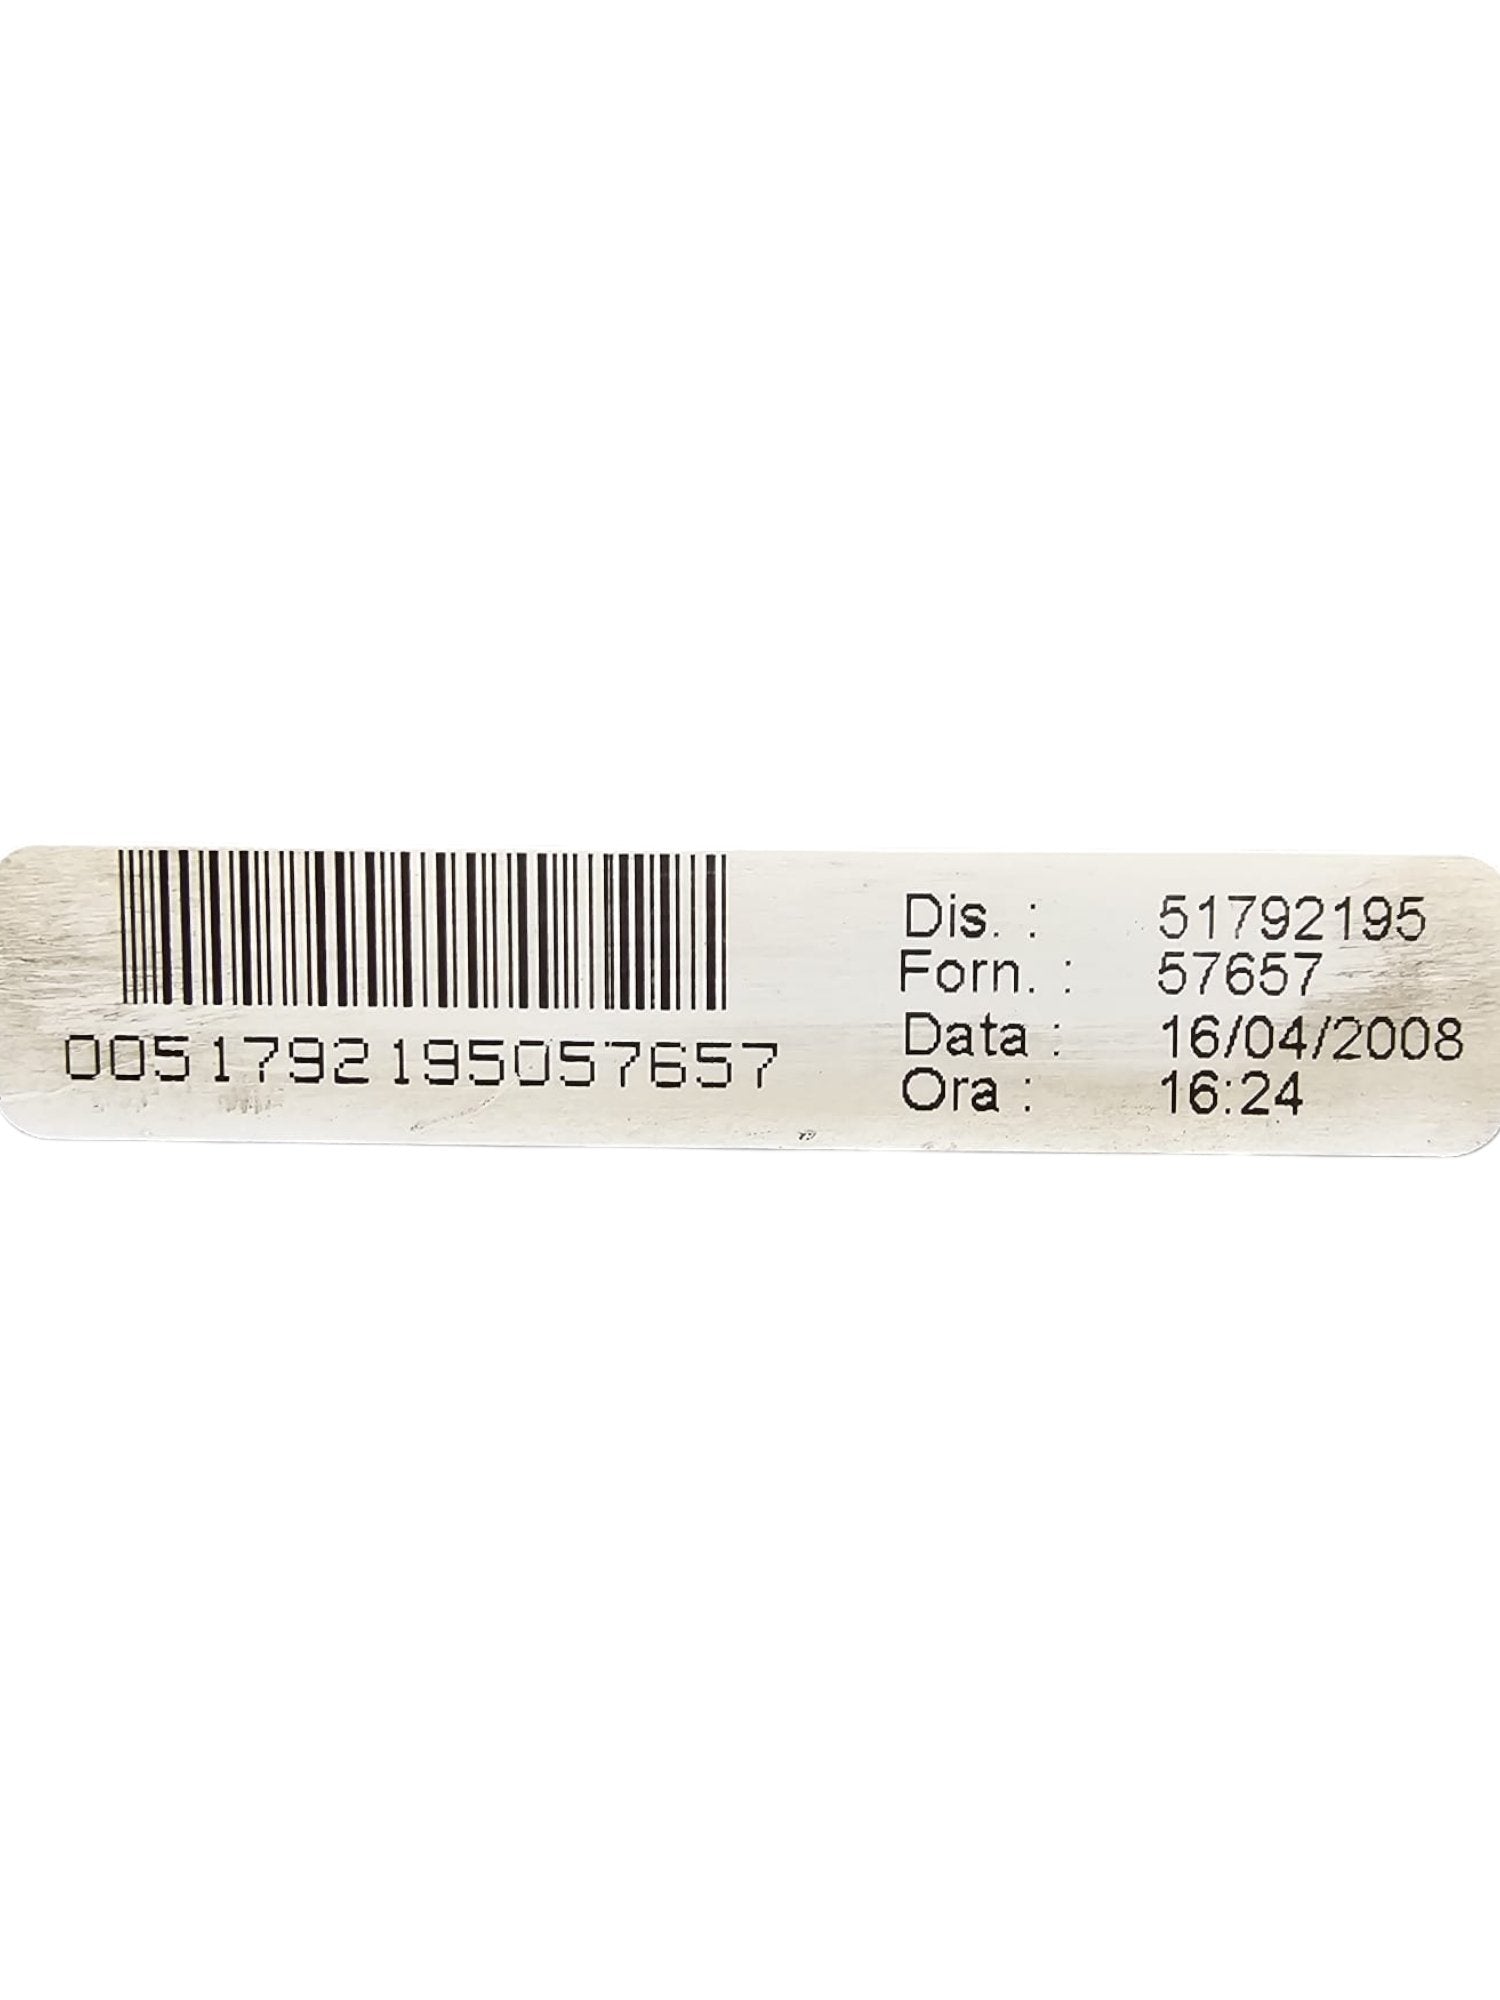 0051792195057657
Dis. : 51792195
Forn. : 57657
Data : 16/04/2008
Ora : 16:24